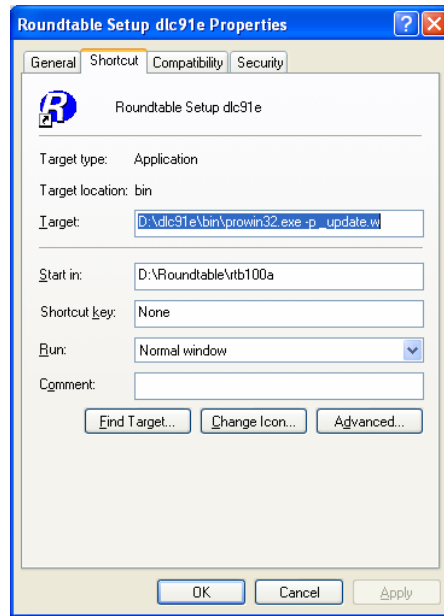 Roundtable Setup dlc91e Properties
General Shortcut Compatibility Security
Roundtable Setup dlc91e
Target type: Application
Target location: bin
Target: D:\dlc91e\bin\prowin32.exe -p _update.w
Start in: D:\Roundtable\rtb100a
Shortcut key: None
Run: Normal window
Comment:
Find Target... Change Icon... Advanced...
OK Cancel Apply